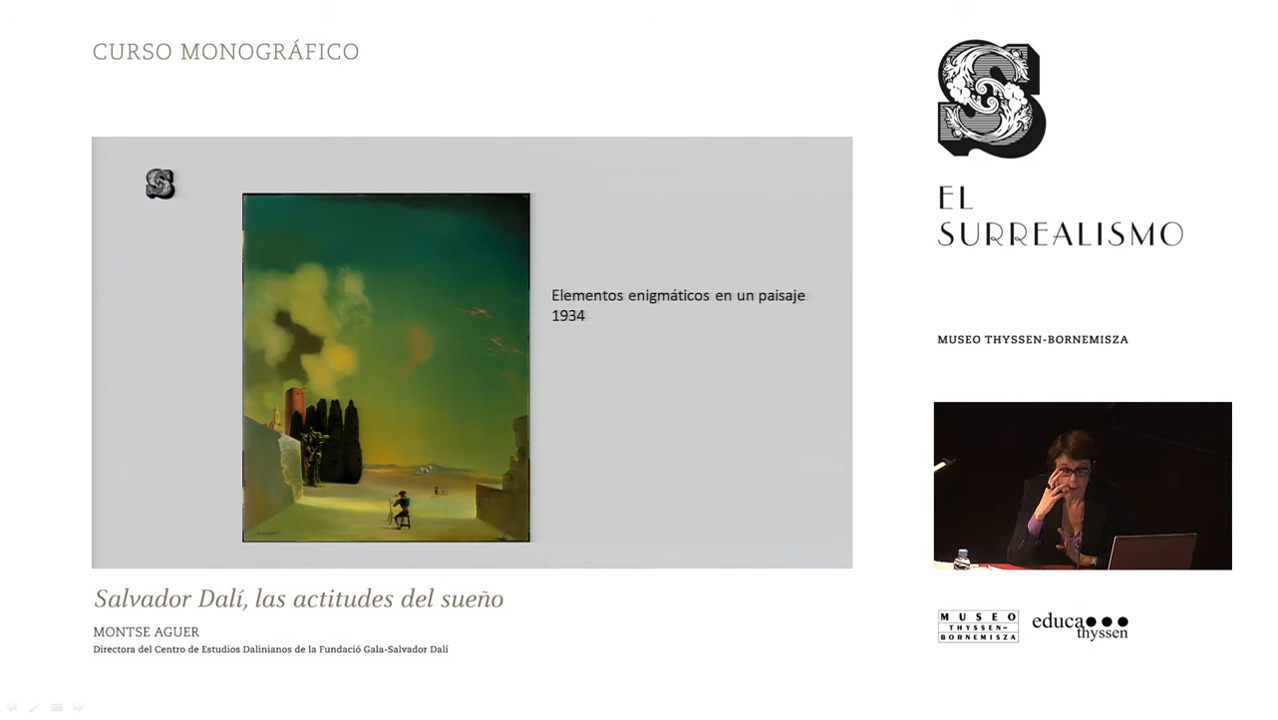 CURSO MONOGRÁFICO
S
EL
SURREALISMO
S
Elementos enigmáticos en un paisaje
1934
MUSEO THYSSEN-BORNEMISZA
Salvador Dalí, las actitudes del sueño
MONTSE AGUER
Directora del Centro de Estudios Dalinianos de la Fundació Gala-Salvador Dalí
MUSEO
THYSSEN-
BORNEMISZA
educa
thyssen